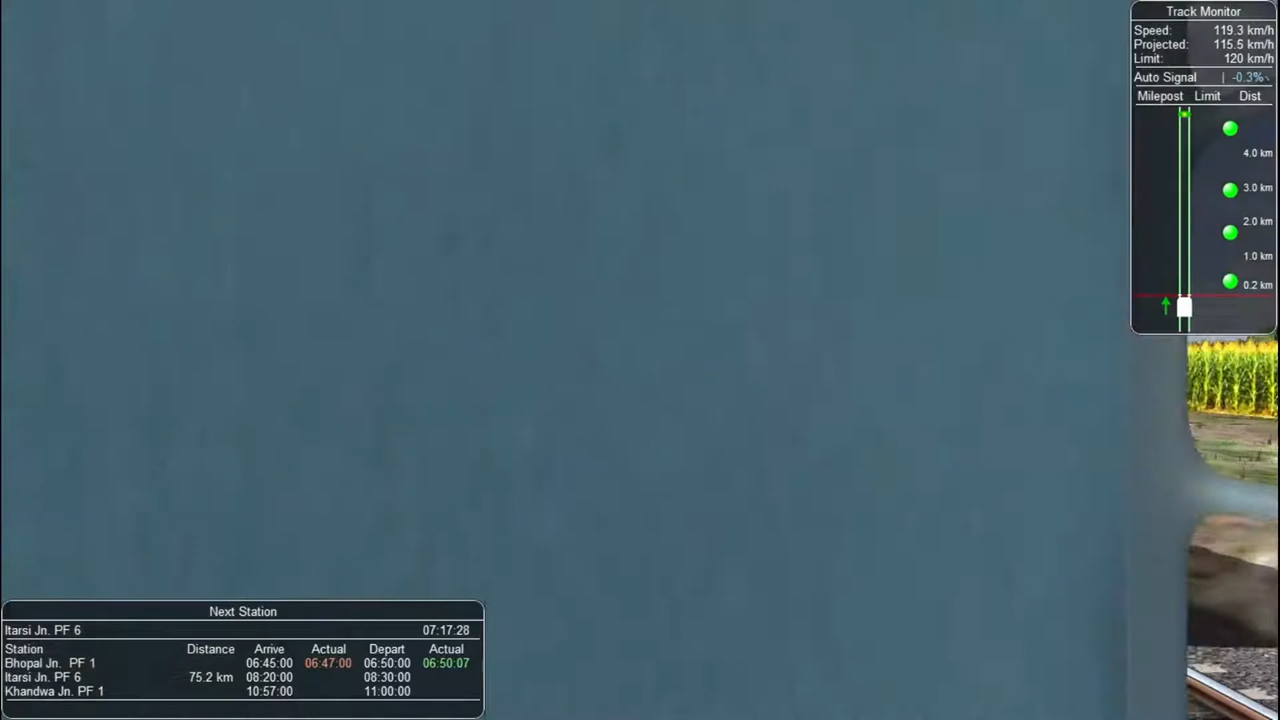 Track Monitor
Speed: 119.3 km/h
Projected: 115.5 km/h
Limit: 120 km/h
Auto Signal | -0.3%
Milepost Limit Dist
4.0 km
3.0 km
2.0 km
1.0 km
0.2 km
Next Station
Itarsi Jn. PF 6 07:17:28
Station Distance Arrive Actual Depart Actual
Bhopal Jn. PF 1 06:45:00 06:47:00 06:50:00 06:50:07
Itarsi Jn. PF 6 75.2 km 08:20:00 08:30:00
Khandwa Jn. PF 1 10:57:00 11:00:00